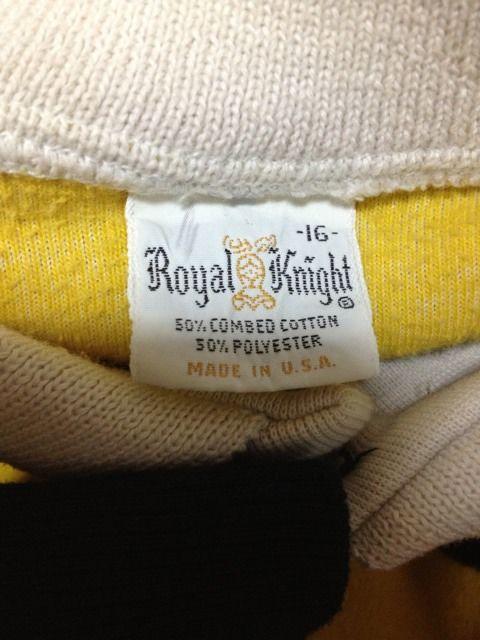 -16-
Royal Knight
50% COMBED COTTON
50% POLYESTER
MADE IN U.S.A.